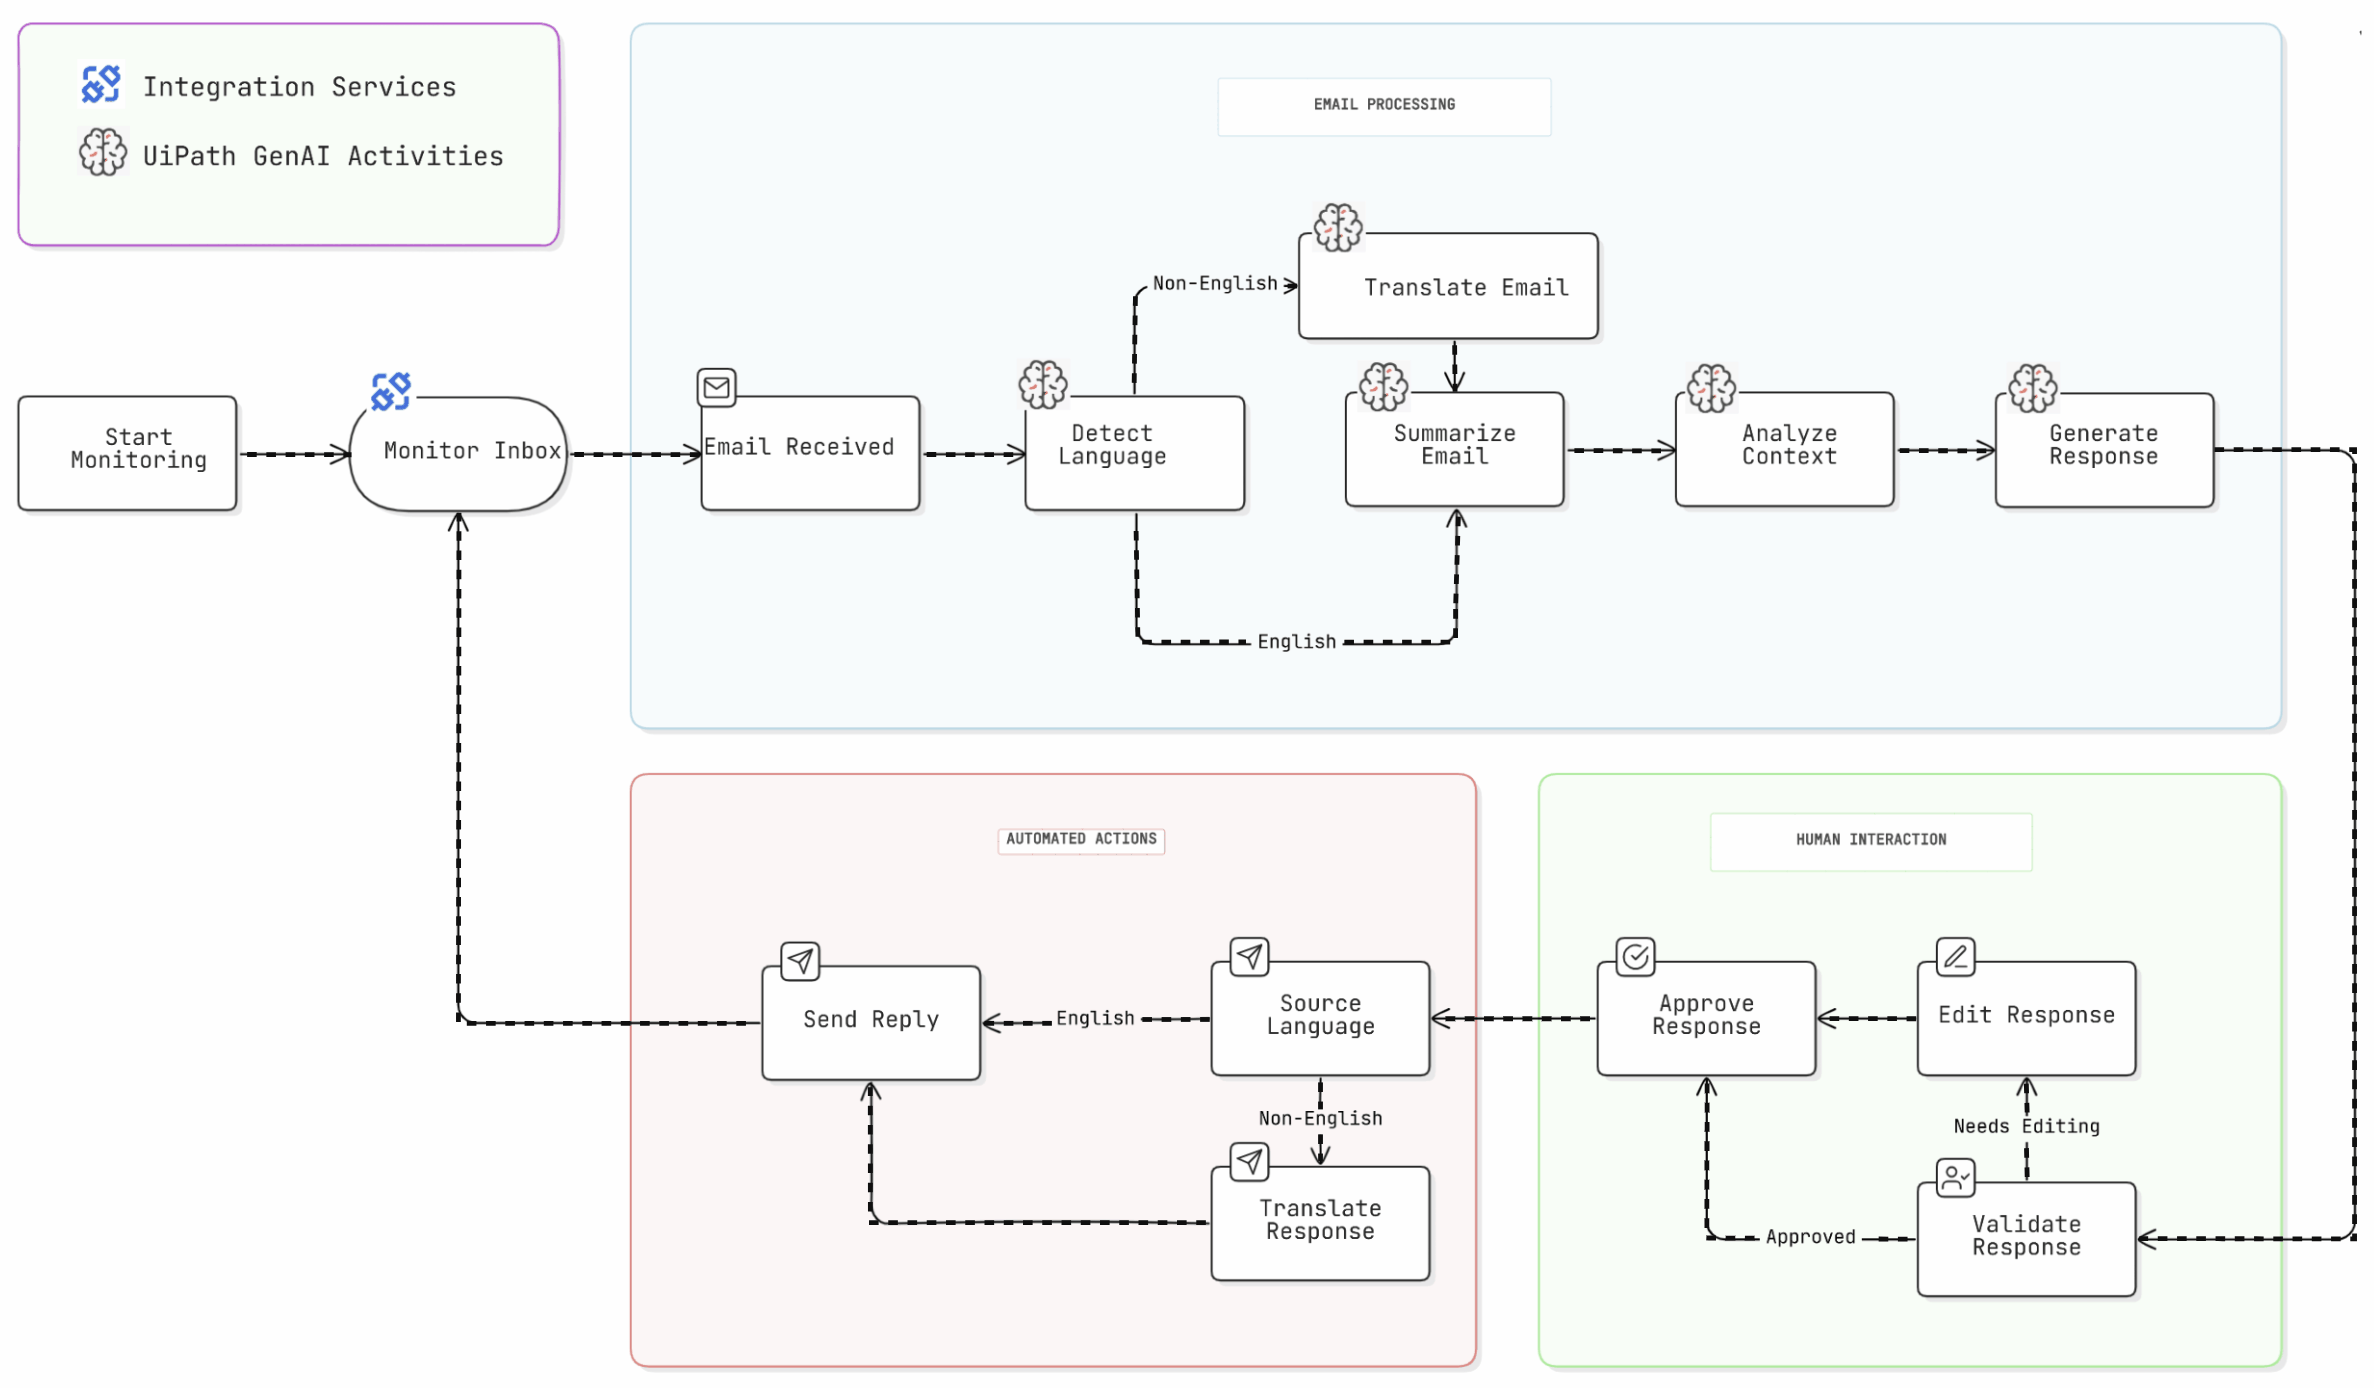 Integration Services
UiPath GenAI Activities
EMAIL PROCESSING
Translate Email
Non-English
Start
Monitoring
Monitor Inbox
Email Received
Detect
Language
Summarize
Email
Analyze
Context
Generate
Response
English
AUTOMATED ACTIONS
Send Reply
English
Source
Language
Non-English
Translate
Response
HUMAN INTERACTION
Approve
Response
Edit Response
Needs Editing
Approved
Validate
Response